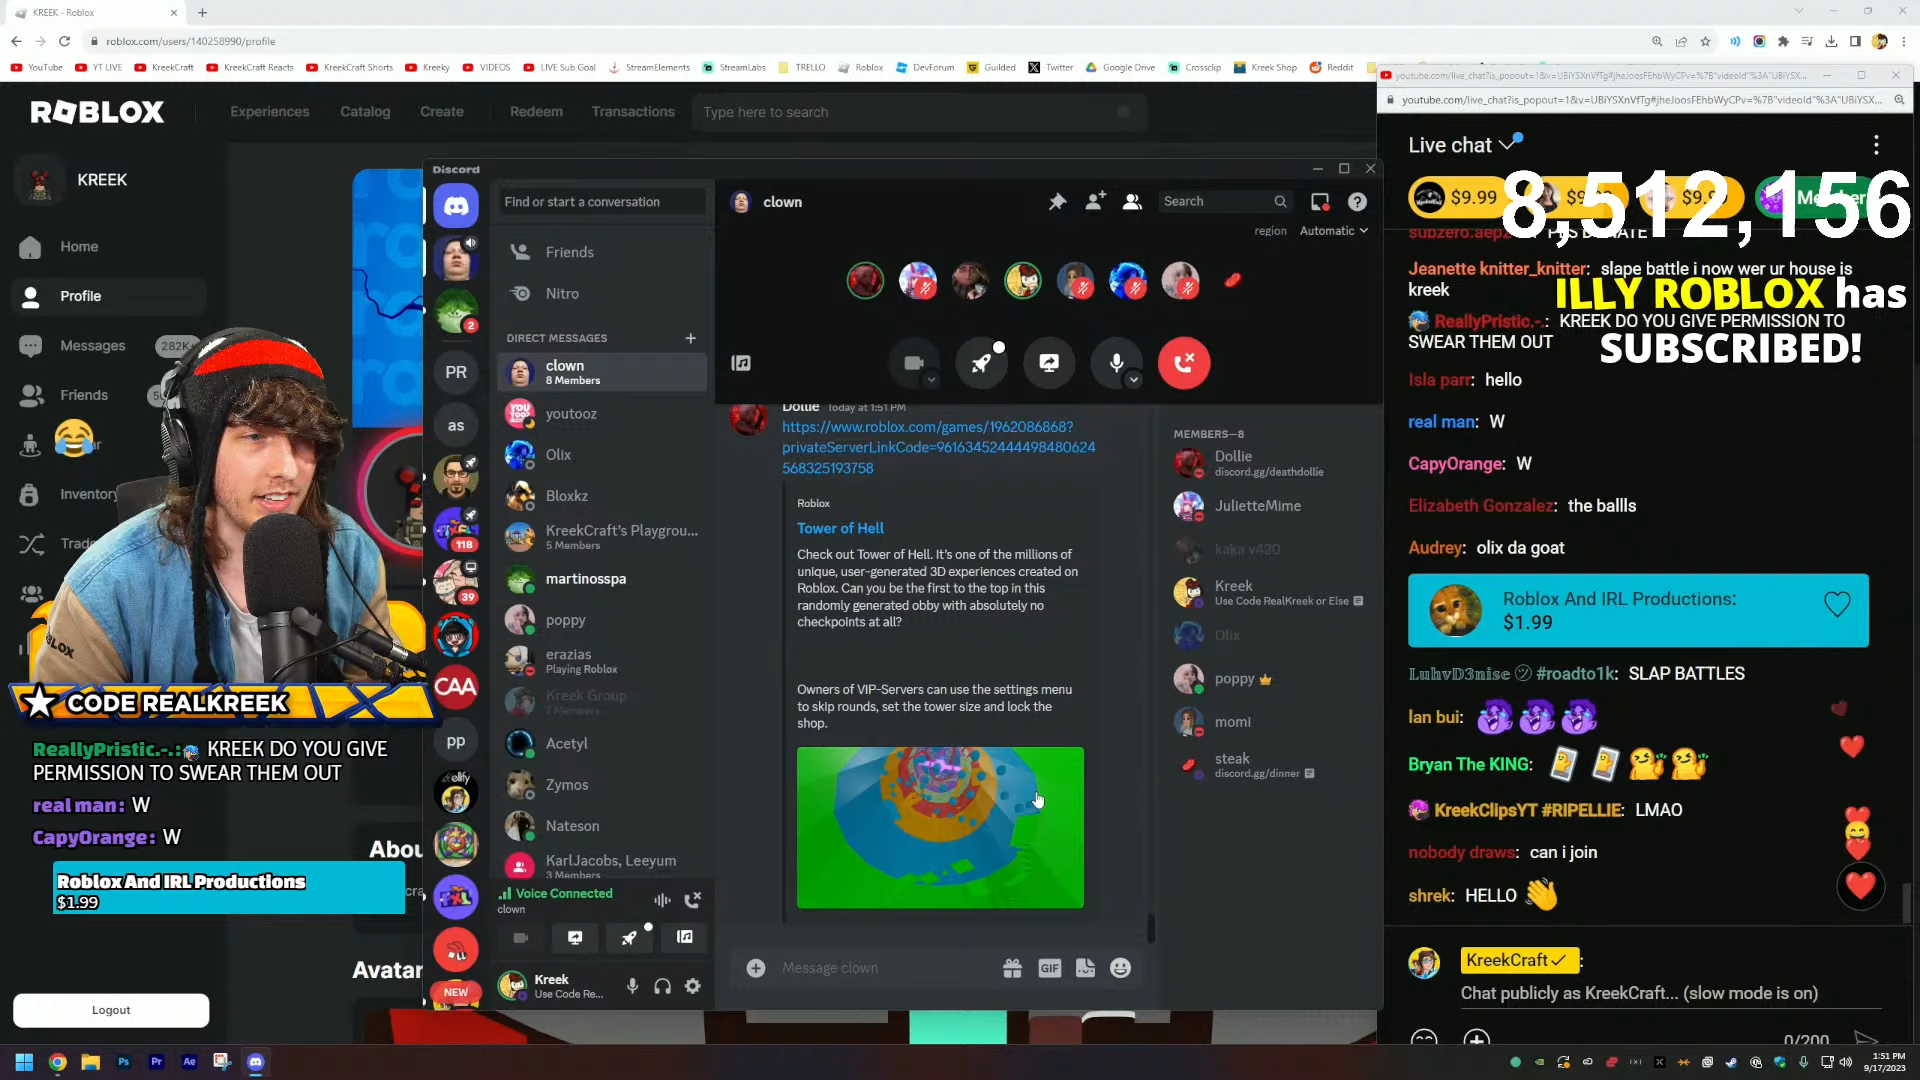 KREEK - Roblox
roblox.com/users/140258990/profile
YouTube
YT LIVE
KreekCraft
KreekCraft Reacts
KreekCraft Shorts
Kreeky
VIDEOS
LIVE Sub Goal
StreamElements
StreamLabs
TRELLO
Roblox
DevForum
Guilded
Twitter
Google Drive
Crossclip
Kreek Shop
Reddit
ROBLOX
Experiences
Catalog
Create
Redeem
Transactions
Type here to search
KREEK
Home
Profile
Messages
282K+
Friends
Inventory
Logout
Discord
Find or start a conversation
Friends
Nitro
DIRECT MESSAGES
clown
8 Members
youtooz
Olix
Bloxkz
KreekCraft's Playgrou...
5 Members
martinosspa
poppy
erazias
Playing Roblox
Kreek Group
7 Members
Acetyl
Zymos
Nateson
KarlJacobs, Leeyum
3 Members
Voice Connected
clown
Kreek
Use Code Re...
2
PR
as
118
39
CAA
pp
NEW
clown
Search
region
Automatic
Dollie Today at 1:51 PM
https://www.roblox.com/games/1962086868?
privateServerLinkCode=96163452444498480624
568325193758
Roblox
Tower of Hell
Check out Tower of Hell. It's one of the millions of
unique, user-generated 3D experiences created on
Roblox. Can you be the first to the top in this
randomly generated obby with absolutely no
checkpoints at all?
Owners of VIP-Servers can use the settings menu
to skip rounds, set the tower size and lock the
shop.
Message clown
GIF
MEMBERS—8
Dollie
discord.gg/deathdollie
JulietteMime
kaka v420
Kreek
Use Code RealKreek or Else
Olix
poppy
momi
steak
discord.gg/dinner
Live chat
$9.99
8,512,156
ILLY ROBLOX has
SUBSCRIBED!
Jeanette knitter_knitter: slape battle i now wer ur house is
kreek
ReallyPristic.-.: KREEK DO YOU GIVE PERMISSION TO
SWEAR THEM OUT
Isla parr: hello
real man: W
CapyOrange: W
Elizabeth Gonzalez: the ballls
Audrey: olix da goat
Roblox And IRL Productions:
$1.99
LuhvD3nise ツ #roadto1k: SLAP BATTLES
Ian bui:
Bryan The KING:
KreekClipsYT #RIPELLIE: LMAO
nobody draws: can i join
shrek: HELLO
KreekCraft :
Chat publicly as KreekCraft... (slow mode is on)
0/200
CODE REALKREEK
ReallyPristic.-.: KREEK DO YOU GIVE
PERMISSION TO SWEAR THEM OUT
real man: W
CapyOrange: W
Roblox And IRL Productions
$1.99
Abou
Avatar
1:51 PM
9/17/2023